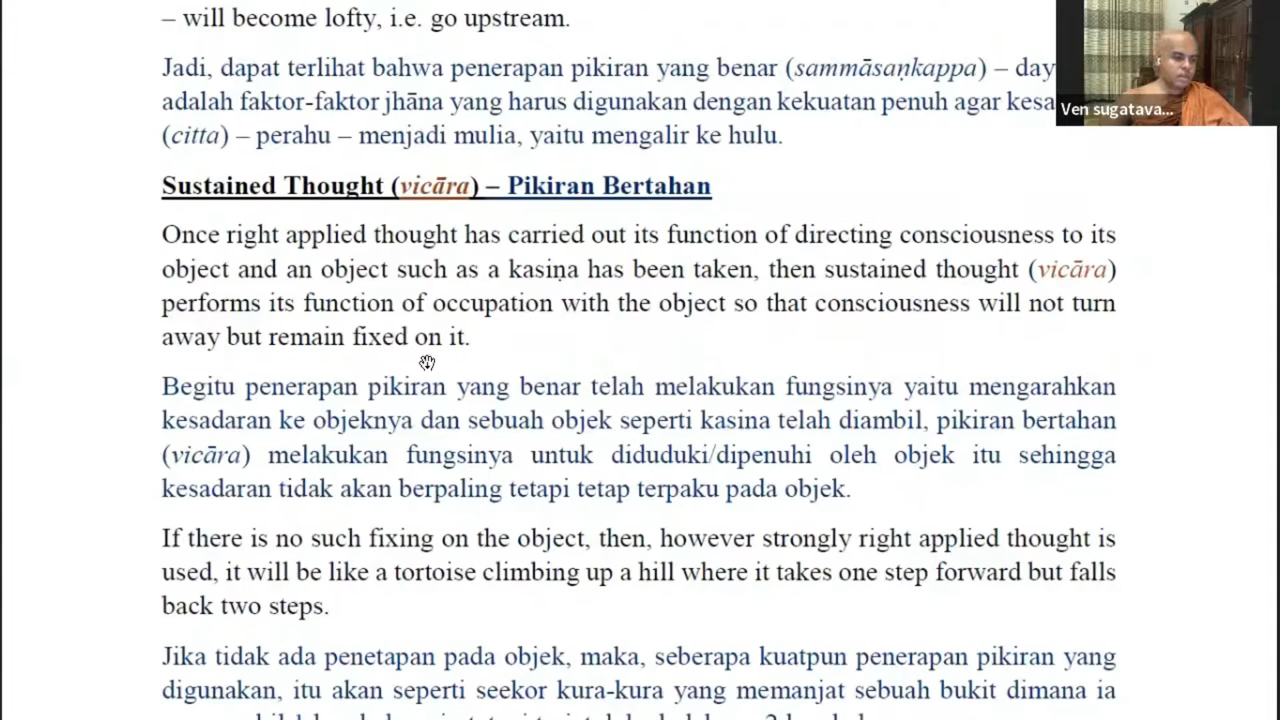 – will become lofty, i.e. go upstream.
Jadi, dapat terlihat bahwa penerapan pikiran yang benar (sammāsaṇkappa) – day
adalah faktor-faktor jhāna yang harus digunakan dengan kekuatan penuh agar kesa
(citta) – perahu – menjadi mulia, yaitu mengalir ke hulu.
Ven sugatava...
Sustained Thought (vicāra) – Pikiran Bertahan
Once right applied thought has carried out its function of directing consciousness to its
object and an object such as a kasiṇa has been taken, then sustained thought (vicāra)
performs its function of occupation with the object so that consciousness will not turn
away but remain fixed on it.
Begitu penerapan pikiran yang benar telah melakukan fungsinya yaitu mengarahkan
kesadaran ke objeknya dan sebuah objek seperti kasina telah diambil, pikiran bertahan
(vicāra) melakukan fungsinya untuk diduduki/dipenuhi oleh objek itu sehingga
kesadaran tidak akan berpaling tetapi tetap terpaku pada objek.
If there is no such fixing on the object, then, however strongly right applied thought is
used, it will be like a tortoise climbing up a hill where it takes one step forward but falls
back two steps.
Jika tidak ada penetapan pada objek, maka, seberapa kuatpun penerapan pikiran yang
digunakan, itu akan seperti seekor kura-kura yang memanjat sebuah bukit dimana ia